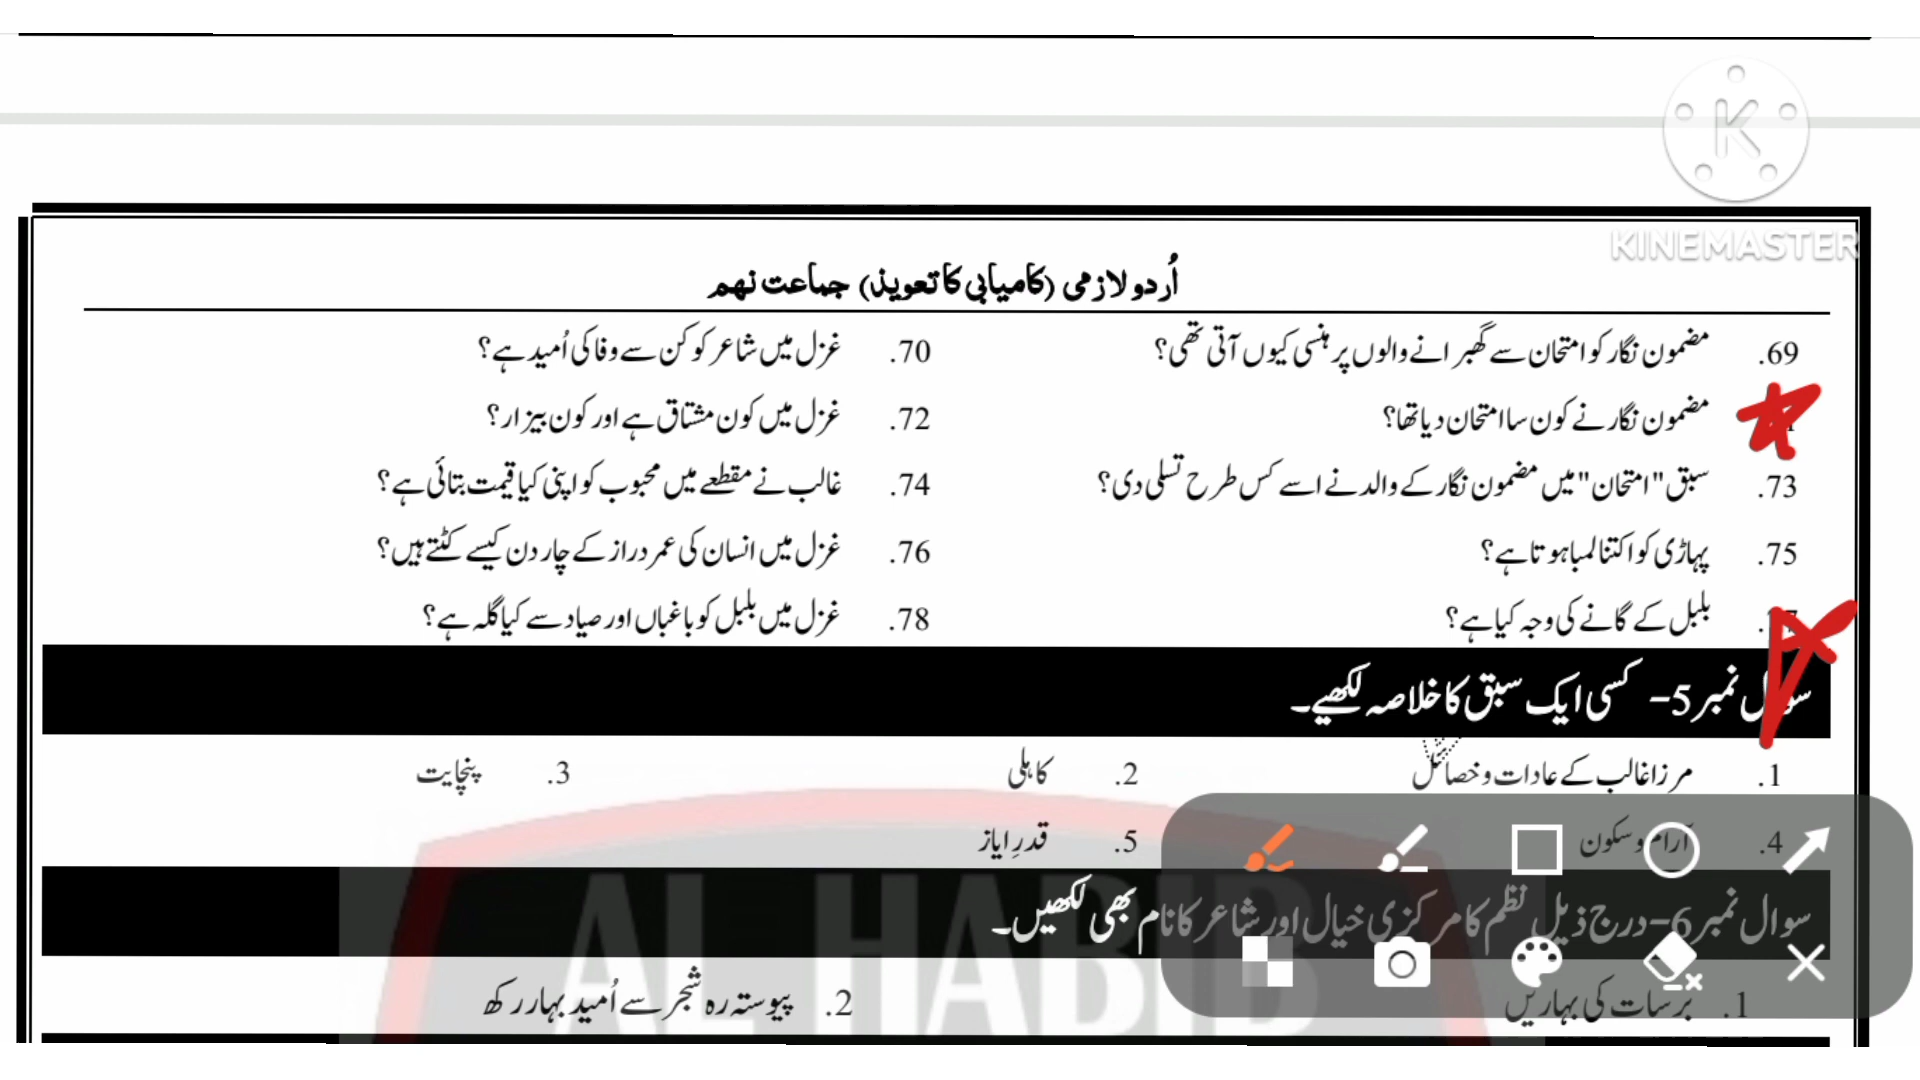 KINEMASTER
اُردو لازمی (کامیابی کا تعویذ) جماعت نہم
69. مضمون نگار کو امتحان سے گھبرانے والوں پر ہنسی کیوں آتی تھی؟ 70. غزل میں شاعر کو کن سے وفا کی اُمید ہے؟
مضمون نگار نے کون سا امتحان دیا تھا؟ 72. غزل میں کون مشتاق ہے اور کون بیزار؟
73. سبق "امتحان" میں مضمون نگار کے والد نے اسے کس طرح تسلی دی؟ 74. غالب نے مقطعے میں محبوب کو اپنی کیا قیمت بتائی ہے؟
75. پہاڑی کوا کتنا لمبا ہوتا ہے؟ 76. غزل میں انسان کی عمر دراز کے چار دن کیسے کٹتے ہیں؟
بلبل کے گانے کی وجہ کیا ہے؟ 78. غزل میں بلبل کو باغباں اور صیاد سے کیا گلہ ہے؟
سوال نمبر 5- کسی ایک سبق کا خلاصہ لکھیے۔
1. مرزا غالب کے عادات و خصائل 2. کاہلی 3. پنچایت
4. آرام و سکون 5. قدرِ ایاز
سوال نمبر 6- درج ذیل نظم کا مرکزی خیال اور شاعر کا نام بھی لکھیں۔
1. برسات کی بہاریں 2. پیوستہ رہ شجر سے اُمید بہار رکھ
AL HABIB